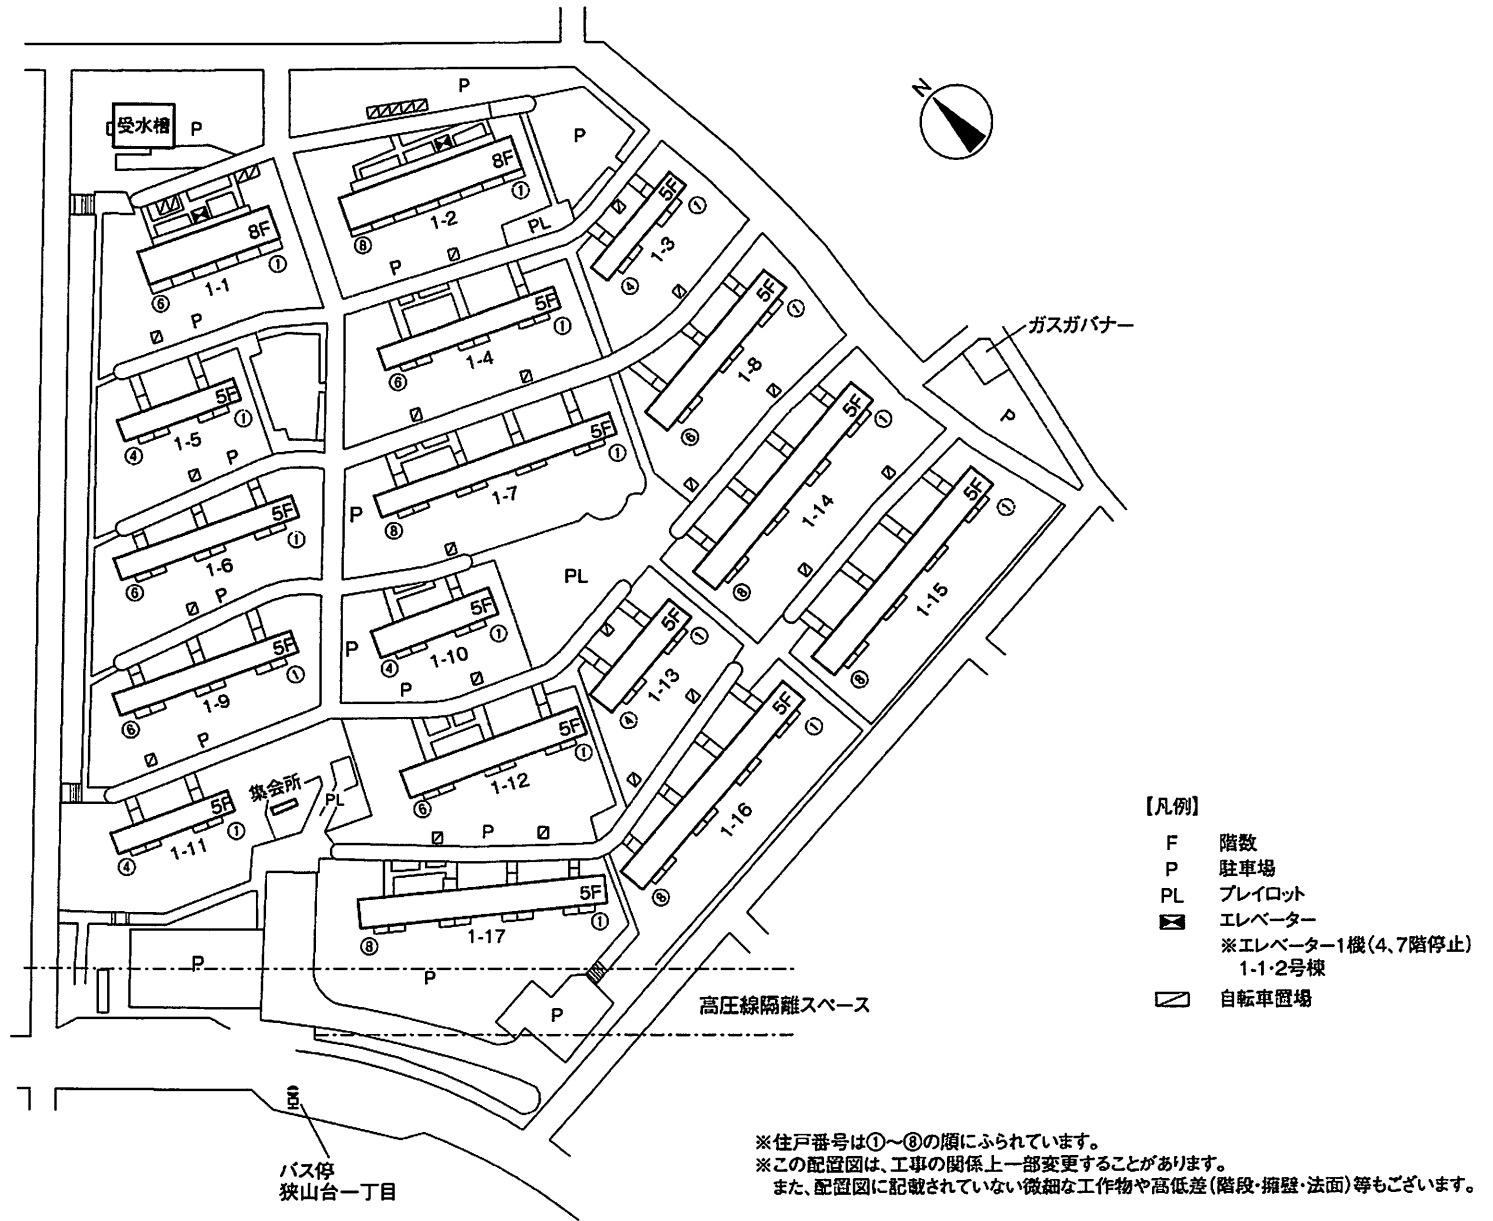 N
P
受水槽
P
P
8F
①
1-2
⑧
PL
8F
①
1-1
⑥
5F
①
1-3
④
P
P
5F
①
1-4
⑥
5F
①
1-8
⑥
ガスガバナー
P
5F
①
1-5
④
P
5F
①
1-7
⑧
P
5F
①
1-14
⑧
5F
①
1-6
⑥
P
5F
①
1-15
⑧
PL
5F
①
1-10
④
P
P
5F
①
1-9
⑥
P
5F
①
1-13
④
5F
①
1-12
⑥
5F
①
1-16
⑧
集会所
PL
5F
①
1-11
④
P
5F
①
1-17
⑧
P
P
P
高圧線隔離スペース
バス停
狭山台一丁目
【凡例】
F 階数
P 駐車場
PL プレイロット
エレベーター
※エレベーター1機(4、7階停止)
1-1・2号棟
自転車置場
※住戸番号は①～⑧の順にふられています。
※この配置図は、工事の関係上一部変更することがあります。
また、配置図に記載されていない微細な工作物や高低差(階段・擁壁・法面)等もございます。